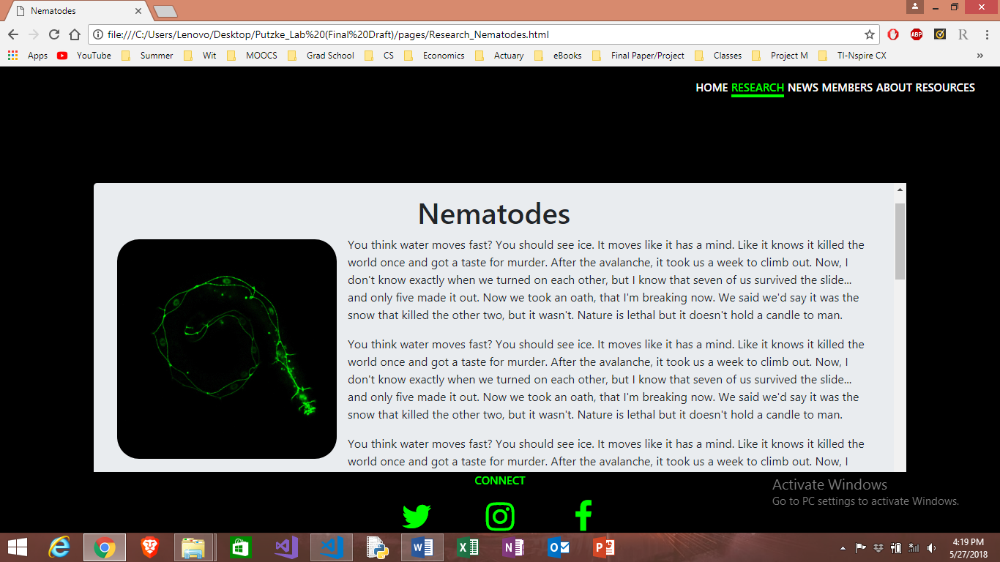 Nematodes
file:///C:/Users/Lenovo/Desktop/Putzke_Lab%20(Final%20Draft)/pages/Research_Nematodes.html
ABP
R
Apps YouTube Summer Wit MOOCS Grad School CS Economics Actuary eBooks Final Paper/Project Classes Project M TI-Nspire CX »
HOME RESEARCH NEWS MEMBERS ABOUT RESOURCES
Nematodes
You think water moves fast? You should see ice. It moves like it has a mind. Like it knows it killed the
world once and got a taste for murder. After the avalanche, it took us a week to climb out. Now, I
don't know exactly when we turned on each other, but I know that seven of us survived the slide...
and only five made it out. Now we took an oath, that I'm breaking now. We said we'd say it was the
snow that killed the other two, but it wasn't. Nature is lethal but it doesn't hold a candle to man.
You think water moves fast? You should see ice. It moves like it has a mind. Like it knows it killed the
world once and got a taste for murder. After the avalanche, it took us a week to climb out. Now, I
don't know exactly when we turned on each other, but I know that seven of us survived the slide...
and only five made it out. Now we took an oath, that I'm breaking now. We said we'd say it was the
snow that killed the other two, but it wasn't. Nature is lethal but it doesn't hold a candle to man.
You think water moves fast? You should see ice. It moves like it has a mind. Like it knows it killed the
world once and got a taste for murder. After the avalanche, it took us a week to climb out. Now, I
CONNECT
Activate Windows
Go to PC settings to activate Windows.
4:19 PM
5/27/2018